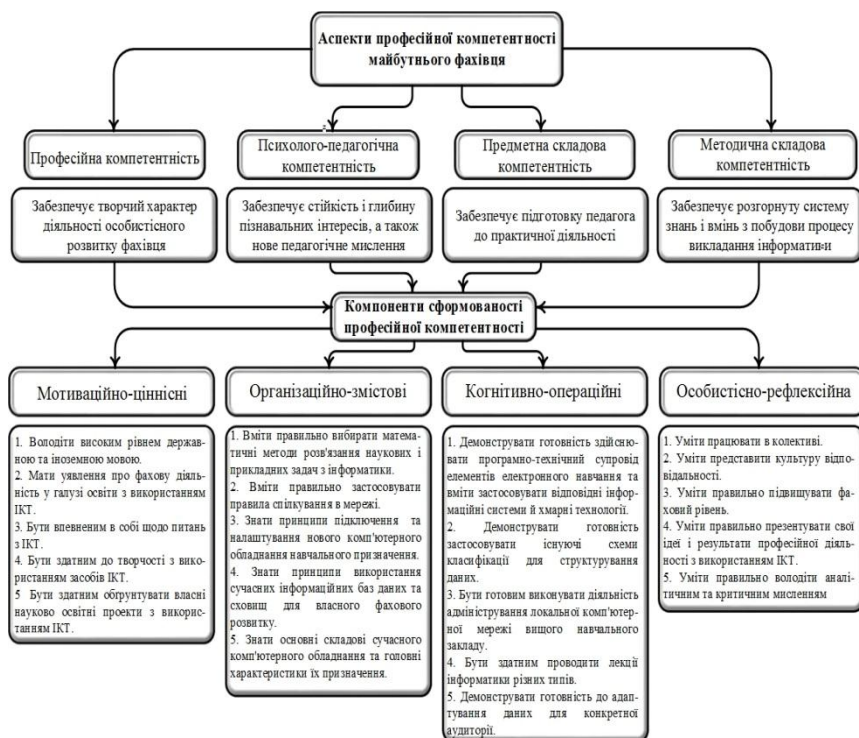 Аспекти професійної компетентності
майбутнього фахівця
Професійна компетентність
Психолого-педагогічна
компетентність
Предметна складова
компетентність
Методична складова
компетентність
Забезпечує творчий характер
діяльності особистісного
розвитку фахівця
Забезпечує стійкість і глибину
пізнавальних інтересів, а також
нове педагогічне мислення
Забезпечує підготовку педагога
до практичної діяльності
Забезпечує розгорнуту систему
знань і вмінь з побудови процесу
викладання інформатики
Компоненти сформованості
професійної компетентності
Мотиваційно-ціннісні
Організаційно-змістові
Когнитивно-операційні
Особистісно-рефлексійна
1. Володіти високим рівнем держав-
ною та іноземною мовою.
2. Мати уявлення про фахову діяль-
ність у галузі освіти з використанням
ІКТ.
3. Бути впевненим в собі щодо питань
з ІКТ.
4. Бути здатним до творчості з вико-
ристанням засобів ІКТ.
5 Бути здатним обґрунтувати власні
науково освітні проекти з викорис-
танням ІКТ.
1. Вміти правильно вибирати матема-
тичні методи розв'язання наукових і
прикладних задач з інформатики.
2. Вміти правильно застосовувати
правила спілкування в мережі.
3. Знати принципи підключення та
налаштування нового комп'ютерного
обладнання навчального призначення.
4. Знати принципи використання
сучасних інформаційних баз даних та
сховищ для власного фахового
розвитку.
5. Знати основні складові сучасного
комп'ютерного обладнання та головні
характеристики їх призначення.
1. Демонструвати готовність здійсню-
вати програмно-технічний супровід
елементів електронного навчання та
вміти застосовувати відповідні інфор-
маційні системи й хмарні технології.
2. Демонструвати готовність
застосовувати існуючі схеми
класифікації для структурування
даних.
3. Бути готовим виконувати діяльність
адміністрування локальної комп'ютер-
ної мережі вищого навчального
закладу.
4. Бути здатним проводити лекції
інформатики різних типів.
5. Демонструвати готовність до адап-
тування даних для конкретної
аудиторії.
1. Уміти працювати в колективі.
2. Уміти представити культуру відпо-
відальності.
3. Уміти правильно підвищувати фа-
ховий рівень.
4. Уміти правильно презентувати свої
ідеї і результати професійної діяль-
ності з використанням ІКТ.
5. Уміти правильно володіти аналі-
тичним та критичним мисленням